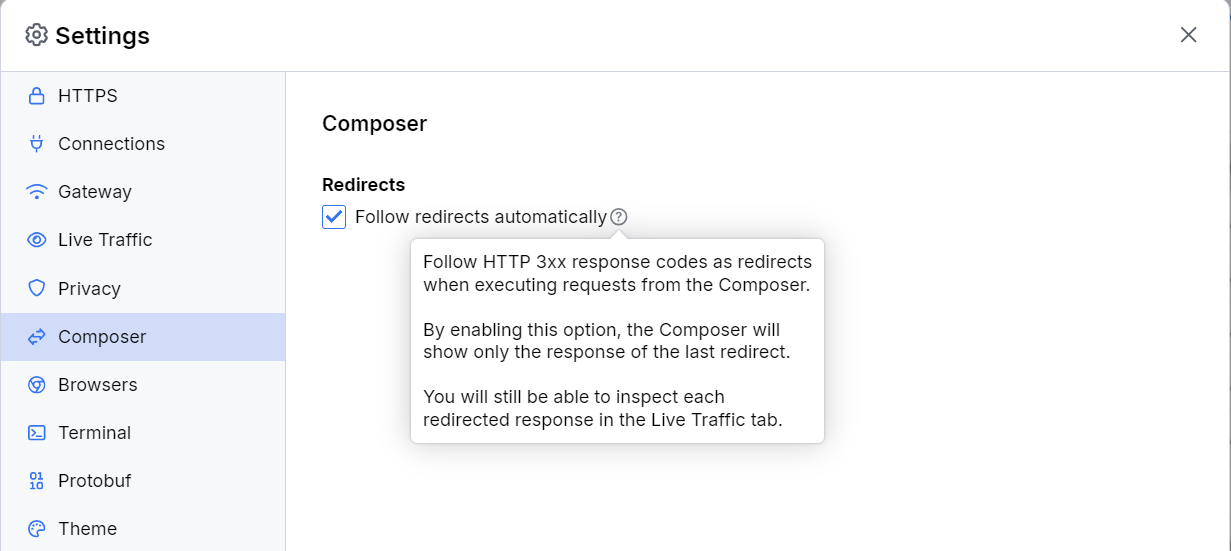 Settings
HTTPS
Connections
Gateway
Live Traffic
Privacy
Composer
Browsers
Terminal
Protobuf
Theme
Composer
Redirects
Follow redirects automatically
Follow HTTP 3xx response codes as redirects
when executing requests from the Composer.
By enabling this option, the Composer will
show only the response of the last redirect.
You will still be able to inspect each
redirected response in the Live Traffic tab.